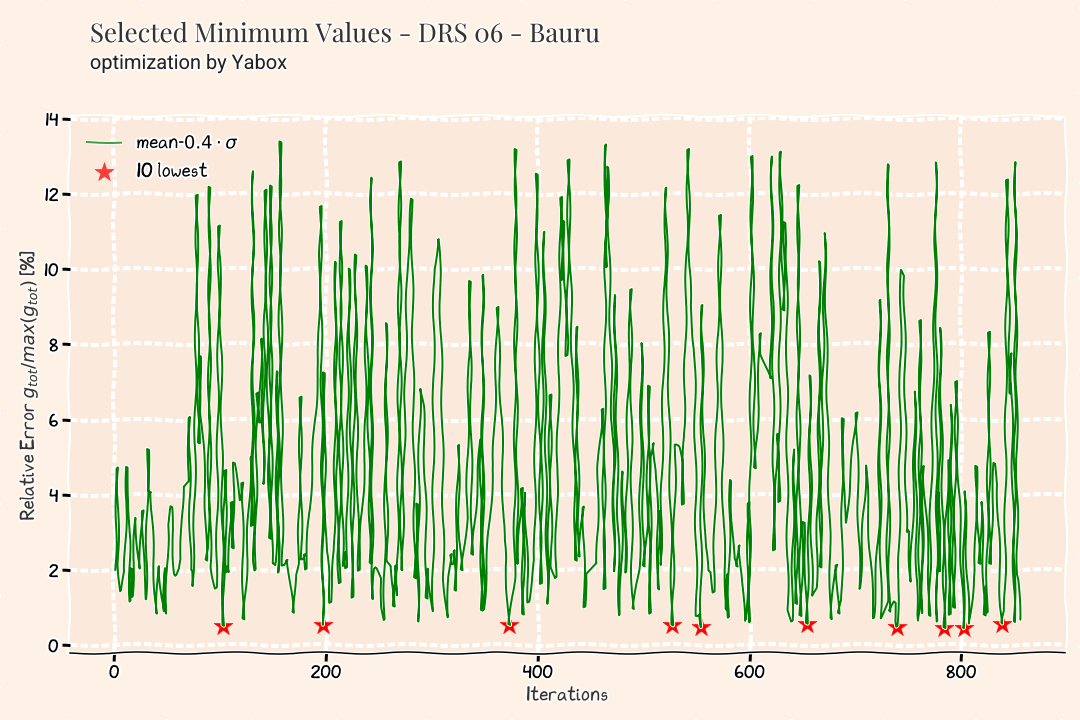 Selected Minimum Values - DRS 06 - Bauru
optimization by Yabox
14
12
10
8
6
4
2
0
mean-0.4 · σ
10 lowest
Relative Error g_tot/max(g_tot) [%]
0 200 400 600 800
Iterations